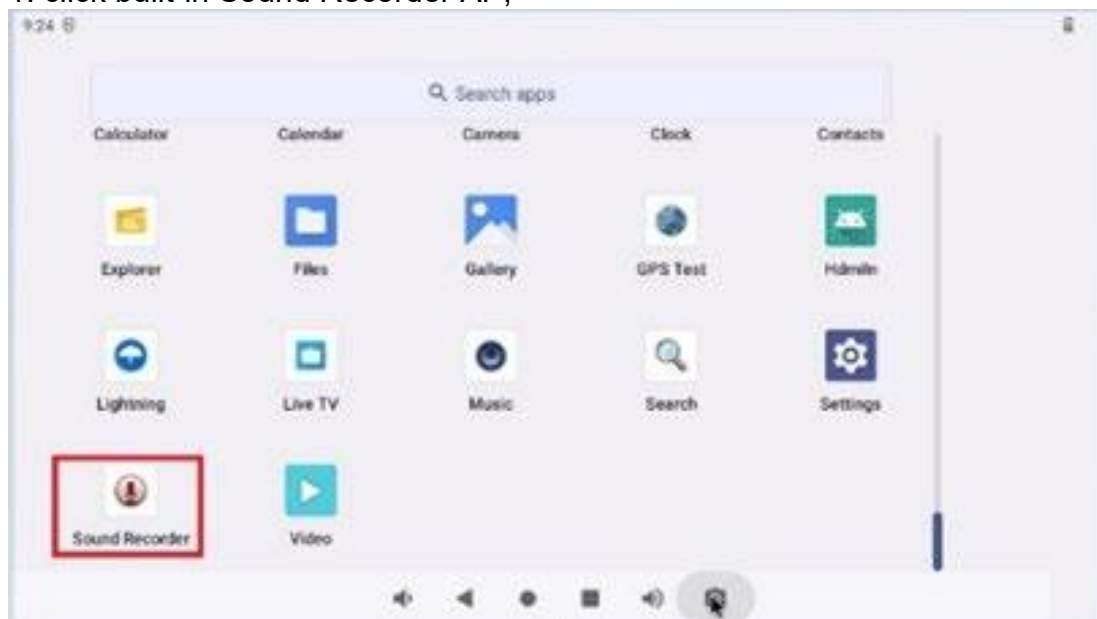 9:24
Search apps
Calculator Calendar Camera Clock Contacts
Explorer Files Gallery GPS Test HdmiIn
Lightning Live TV Music Search Settings
Sound Recorder Video